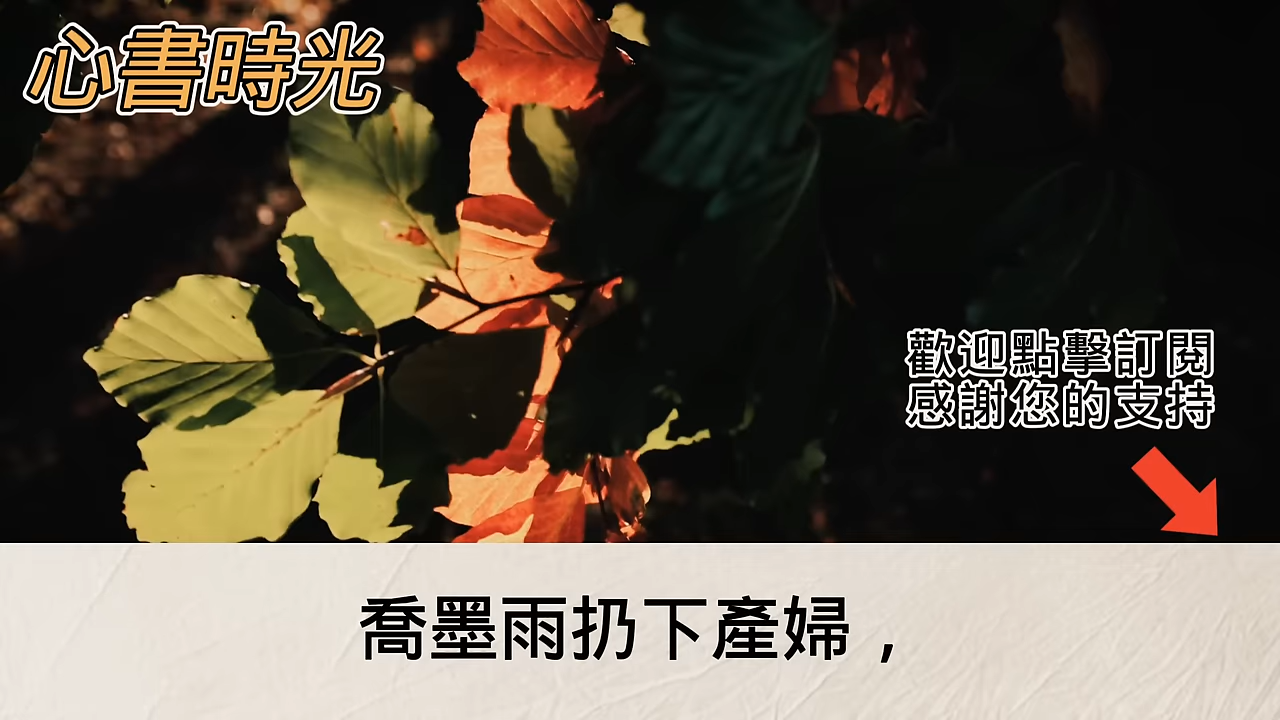 心書時光
歡迎點擊訂閱
感謝您的支持
喬墨雨扔下產婦，